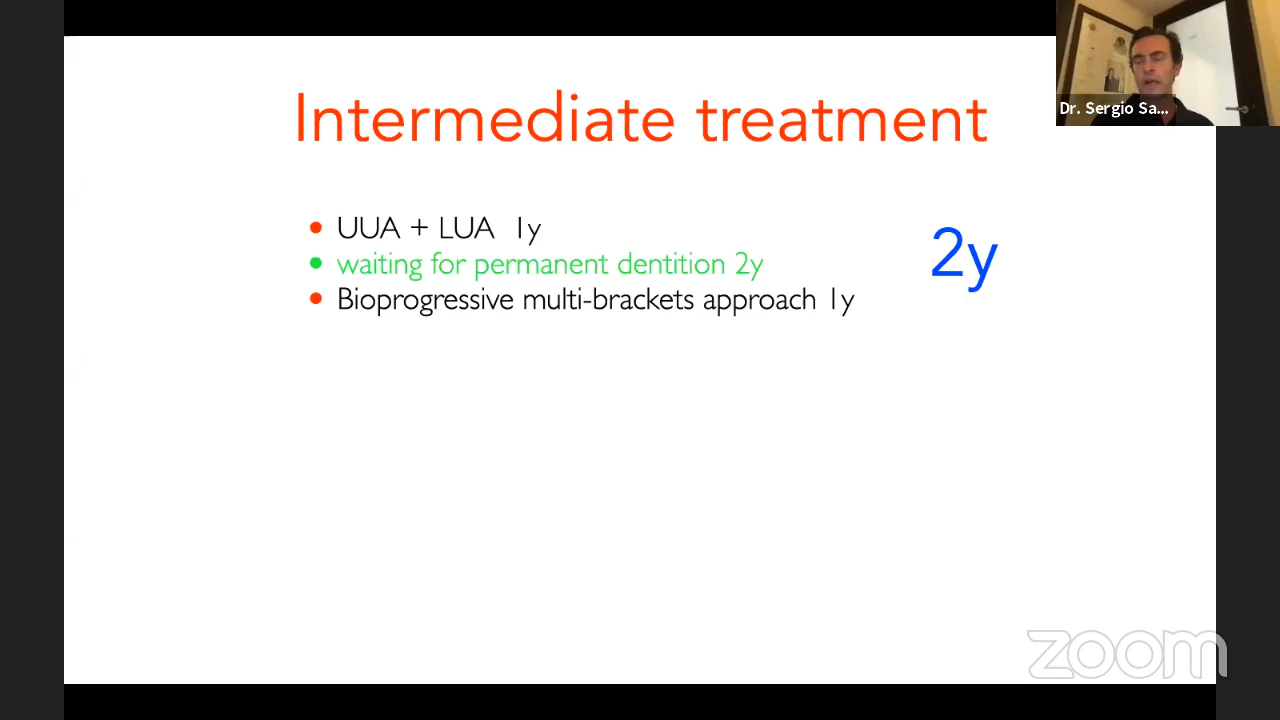 Intermediate treatment
• UUA + LUA 1y
• waiting for permanent dentition 2y
• Bioprogressive multi-brackets approach 1y
2y
Dr. Sergio Sa...
zoom